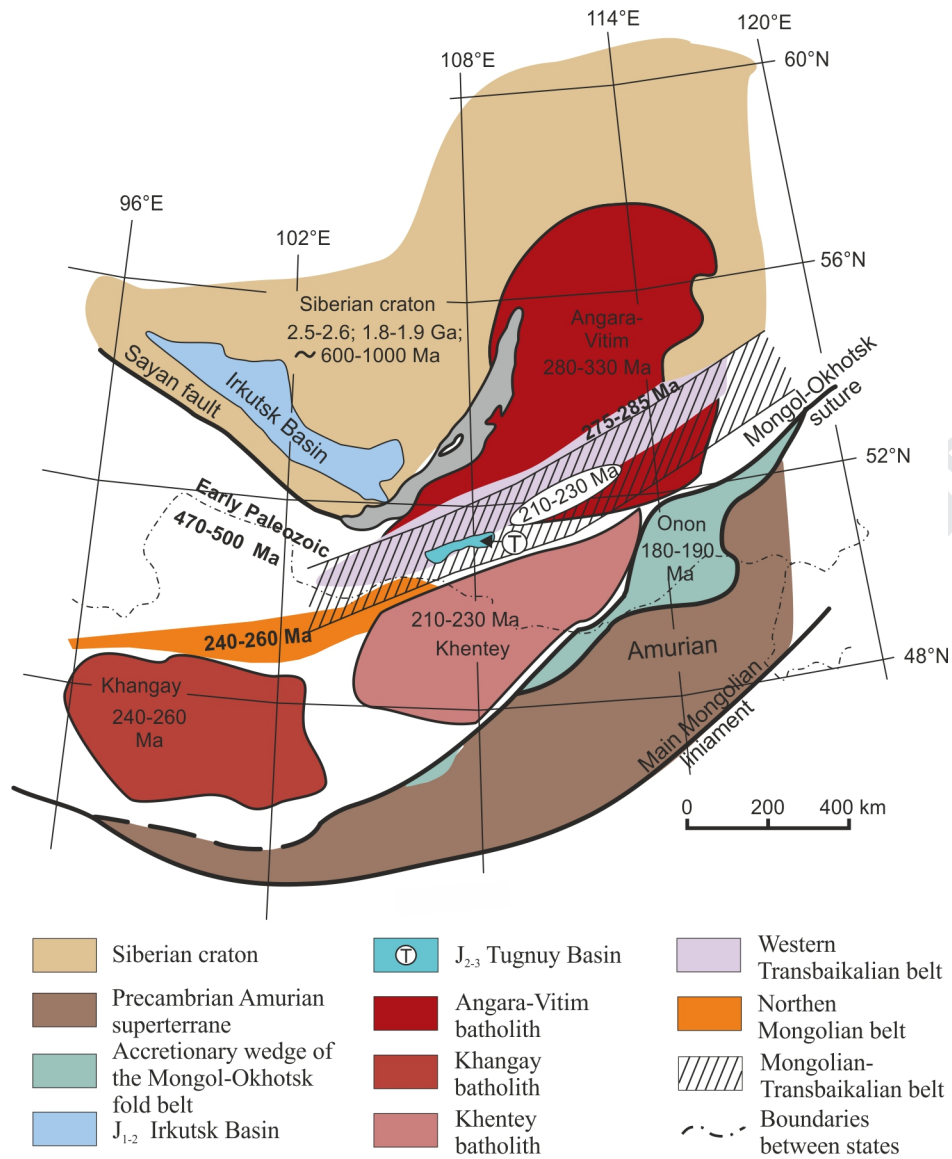 114°E
120°E
108°E
60°N
96°E
102°E
56°N
Siberian craton
2.5-2.6; 1.8-1.9 Ga;
~ 600-1000 Ma
Angara-
Vitim
280-330 Ma
Sayan fault
Irkutsk Basin
275-285 Ma
Mongol-Okhotsk
suture
52°N
Early Paleozoic
470-500 Ma
210-230 Ma
T
Onon
180-190
Ma
210-230 Ma
Khentey
240-260 Ma
Amurian
48°N
Khangay
240-260
Ma
Main Mongolian
liniament
0 200 400 km
Siberian craton
Precambrian Amurian
superterrane
Accretionary wedge of
the Mongol-Okhotsk
fold belt
J1-2 Irkutsk Basin
T J2-3 Tugnuy Basin
Angara-Vitim
batholith
Khangay
batholith
Khentey
batholith
Western
Transbaikalian belt
Northen
Mongolian belt
Mongolian-
Transbaikalian belt
Boundaries
between states